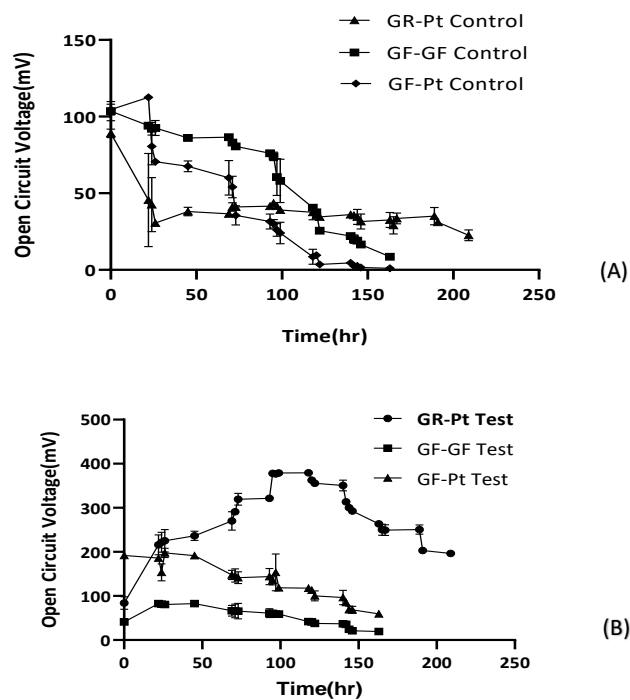 GR-Pt Control
GF-GF Control
GF-Pt Control
Open Circuit Voltage(mV)
150
100
50
0
0 50 100 150 200 250
Time(hr)
(A)
GR-Pt Test
GF-GF Test
GF-Pt Test
Open Circuit Voltage(mV)
500
400
300
200
100
0
0 50 100 150 200 250
Time(hr)
(B)